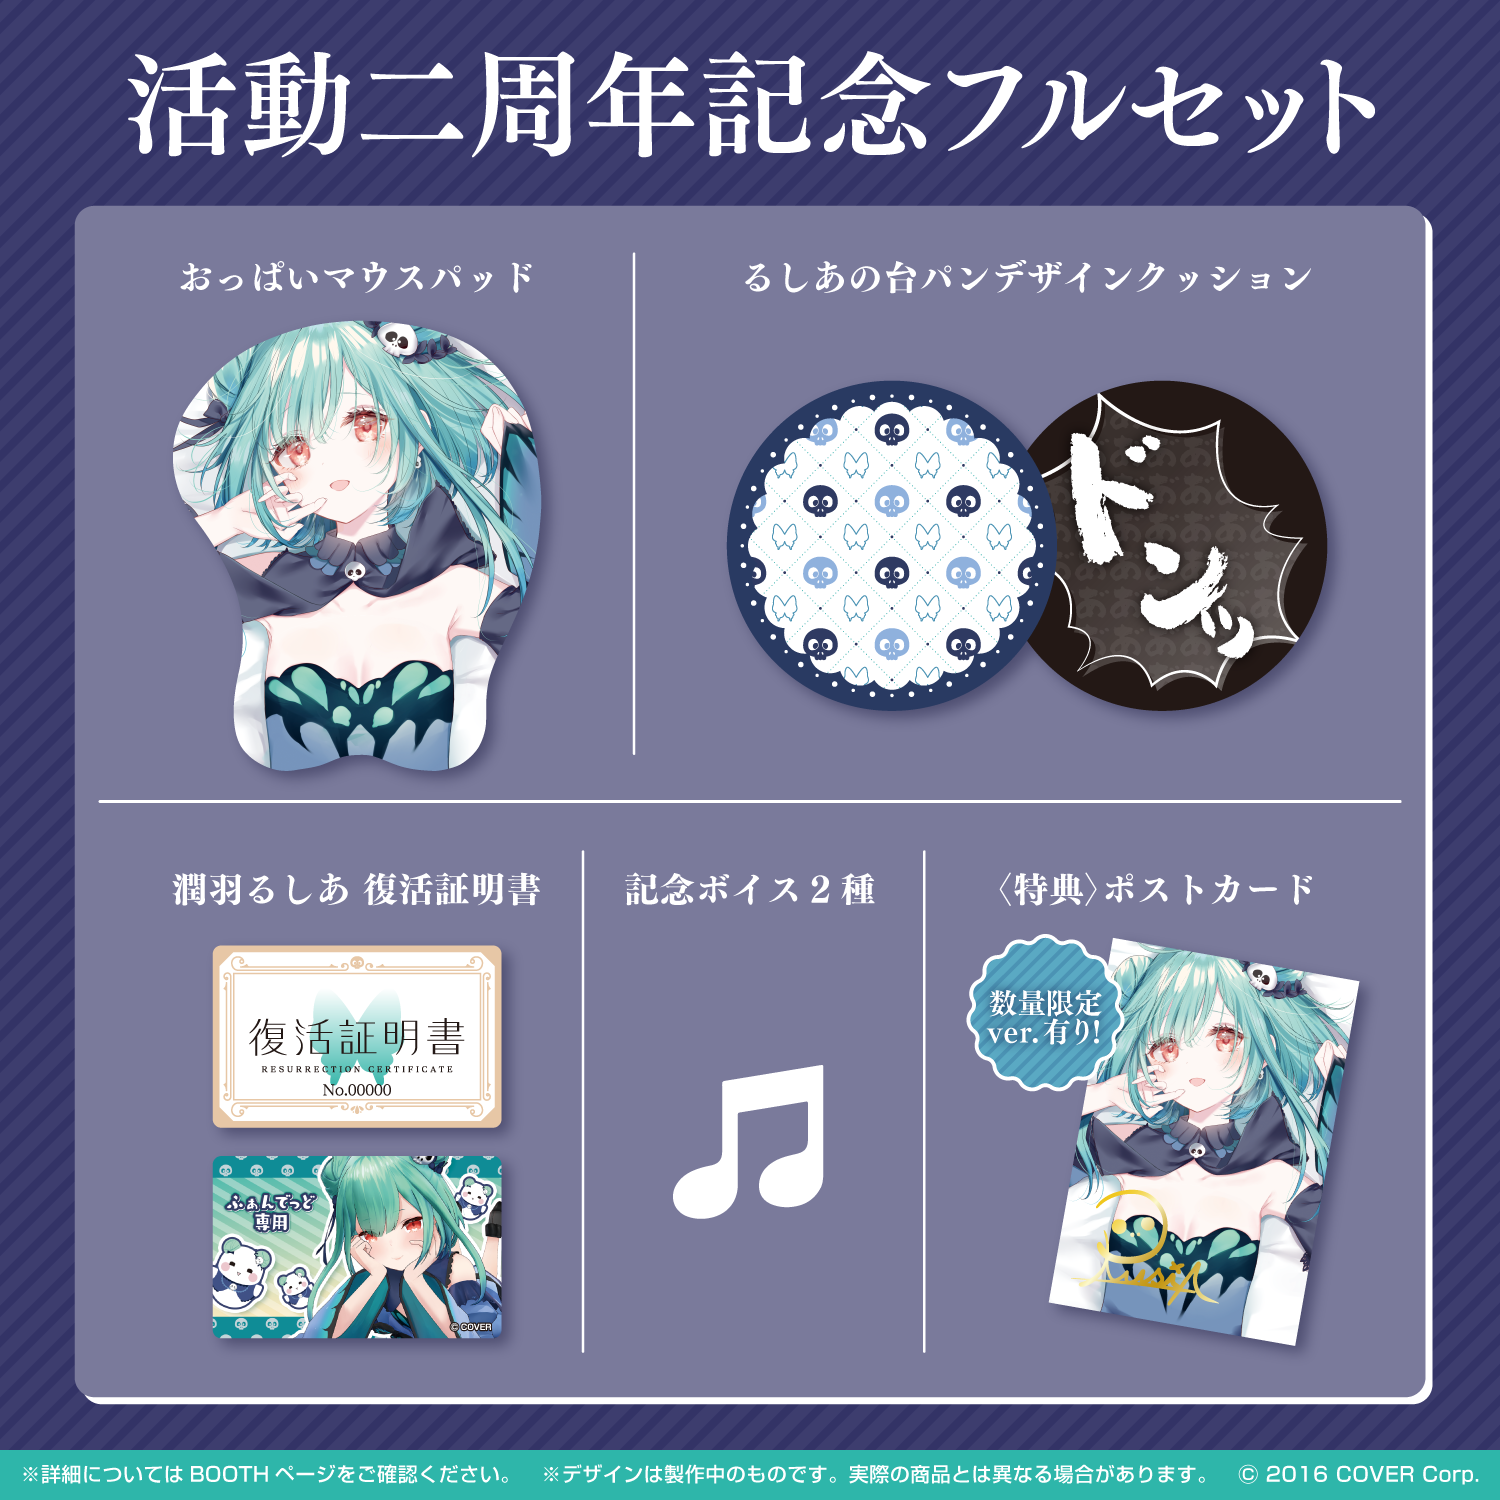 活動二周年記念フルセット
おっぱいマウスパッド
るしあの台パンデザインクッション
ドンッ
潤羽るしあ 復活証明書
復活証明書
RESURRECTION CERTIFICATE
No.00000
ふぁんでっど
専用
© COVER
記念ボイス2種
〈特典〉ポストカード
数量限定
ver.有り!
※詳細については BOOTH ページをご確認ください。 ※デザインは製作中のものです。実際の商品とは異なる場合があります。 © 2016 COVER Corp.